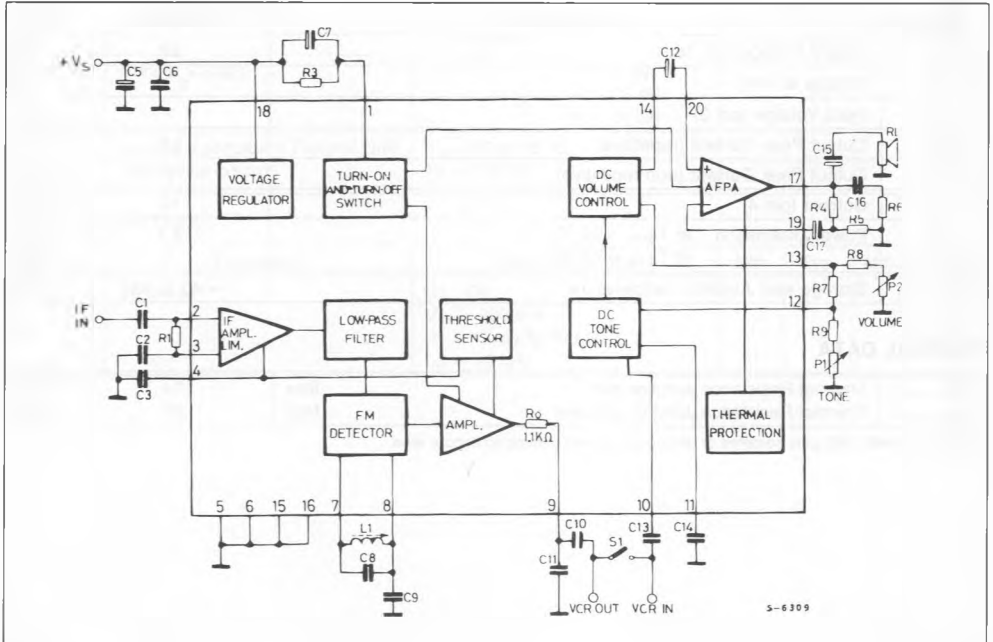 C7
C12
+VS
C5
C6
R3
18
1
14
20
RL
C15
VOLTAGE
REGULATOR
TURN-ON
AND TURN-OFF
SWITCH
DC
VOLUME
CONTROL
+
AFPA
-
17
C16
R4
R6
R5
19
C17
13
R8
R7
P2
12
VOLUME
IF
IN
C1
2
R1
IF
AMPL.
LIM.
LOW-PASS
FILTER
THRESHOLD
SENSOR
DC
TONE
CONTROL
R9
C2
3
P1
4
C3
TONE
FM
DETECTOR
AMPL.
Ro
1.1KΩ
THERMAL
PROTECTION
5
6
15
16
7
8
9
10
11
L1
C10
C13
C14
S1
C8
C11
C9
VCR OUT
VCR IN
S-6309